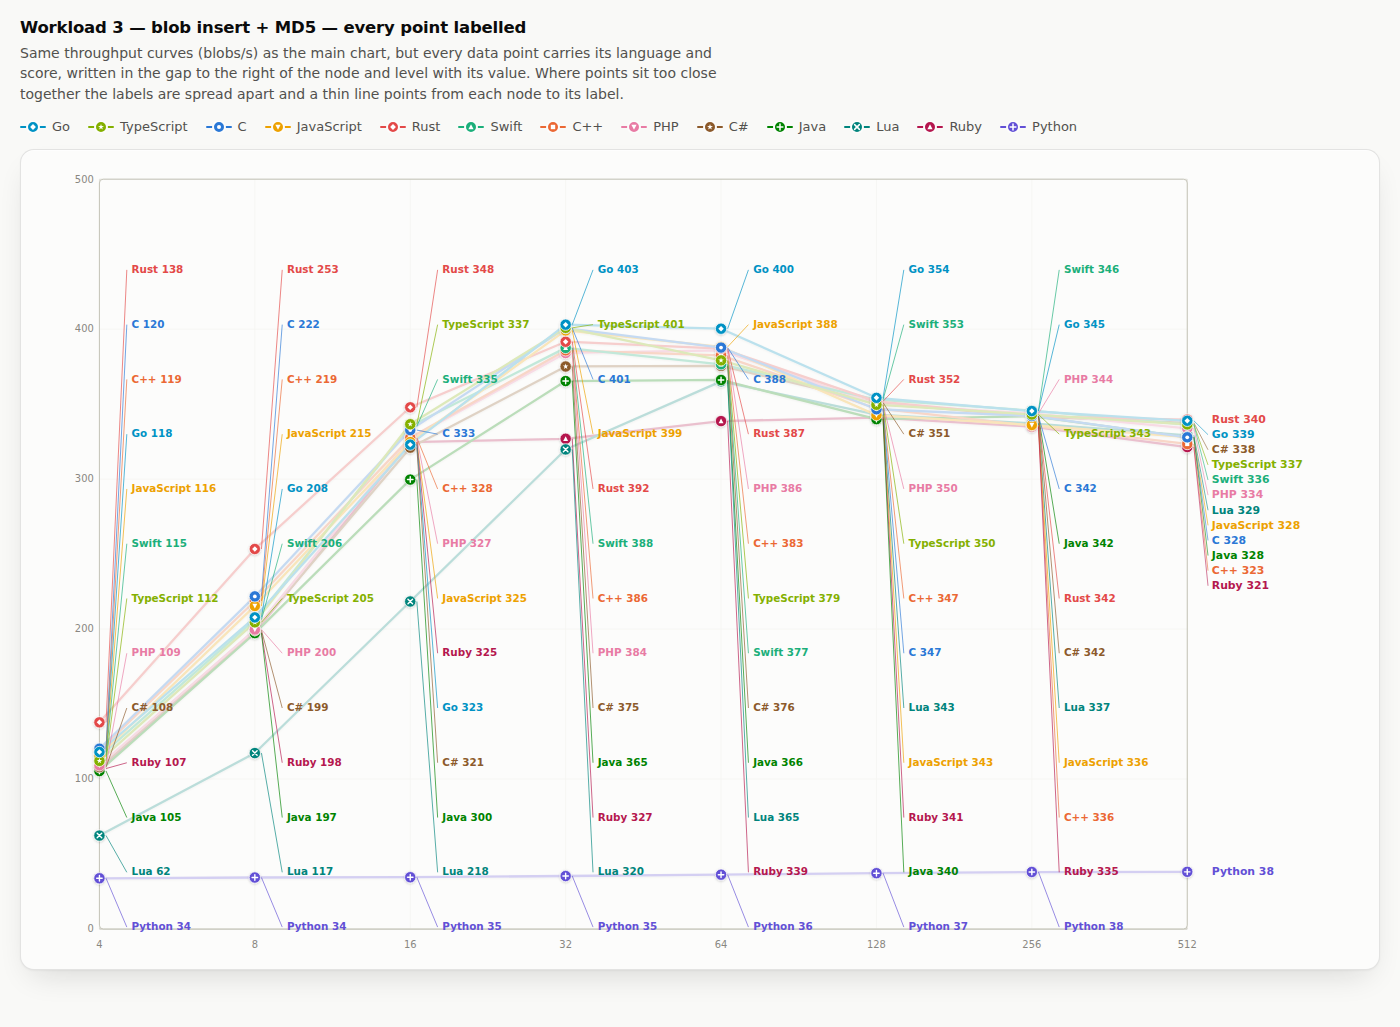 Workload 3 — blob insert + MD5 — every point labelled
Same throughput curves (blobs/s) as the main chart, but every data point carries its language and
score, written in the gap to the right of the node and level with its value. Where points sit too close
together the labels are spread apart and a thin line points from each node to its label.
Go TypeScript C JavaScript Rust Swift C++ PHP C# Java Lua Ruby Python
500
Rust 138 Rust 253 Rust 348 Go 403 Go 400 Go 354 Swift 346
C 120 C 222 TypeScript 337 TypeScript 401 JavaScript 388 Swift 353 Go 345
400
C++ 119 C++ 219 Swift 335 C 401 C 388 Rust 352 PHP 344
Rust 340
Go 118 JavaScript 215 C 333 JavaScript 399 Rust 387 C# 351 TypeScript 343 Go 339
C# 338
TypeScript 337
300
Swift 336
JavaScript 116 Go 208 C++ 328 Rust 392 PHP 386 PHP 350 C 342
PHP 334
Lua 329
JavaScript 328
C 328
Swift 115 Swift 206 PHP 327 Swift 388 C++ 383 TypeScript 350 Java 342
Java 328
C++ 323
Ruby 321
TypeScript 112 TypeScript 205 JavaScript 325 C++ 386 TypeScript 379 C++ 347 Rust 342
200
PHP 109 PHP 200 Ruby 325 PHP 384 Swift 377 C 347 C# 342
C# 108 C# 199 Go 323 C# 375 C# 376 Lua 343 Lua 337
Ruby 107 Ruby 198 C# 321 Java 365 Java 366 JavaScript 343 JavaScript 336
100
Java 105 Java 197 Java 300 Ruby 327 Lua 365 Ruby 341 C++ 336
Lua 62 Lua 117 Lua 218 Lua 320 Ruby 339 Java 340 Ruby 335 Python 38
Python 34 Python 34 Python 35 Python 35 Python 36 Python 37 Python 38
0
4 8 16 32 64 128 256 512